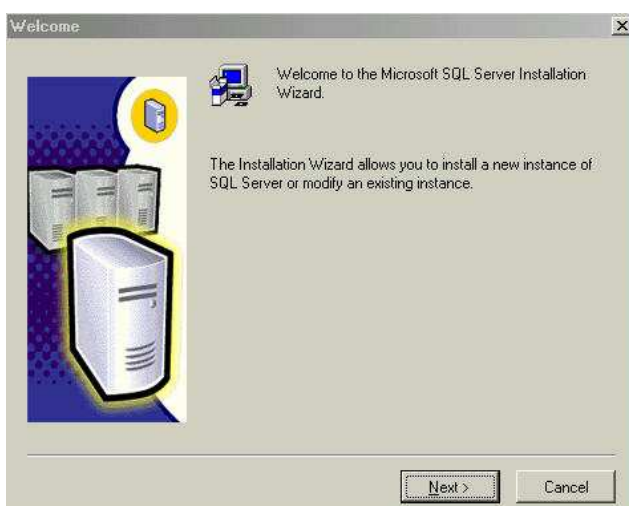 Welcome
Welcome to the Microsoft SQL Server Installation
Wizard.
The Installation Wizard allows you to install a new instance of
SQL Server or modify an existing instance.
Next >
Cancel